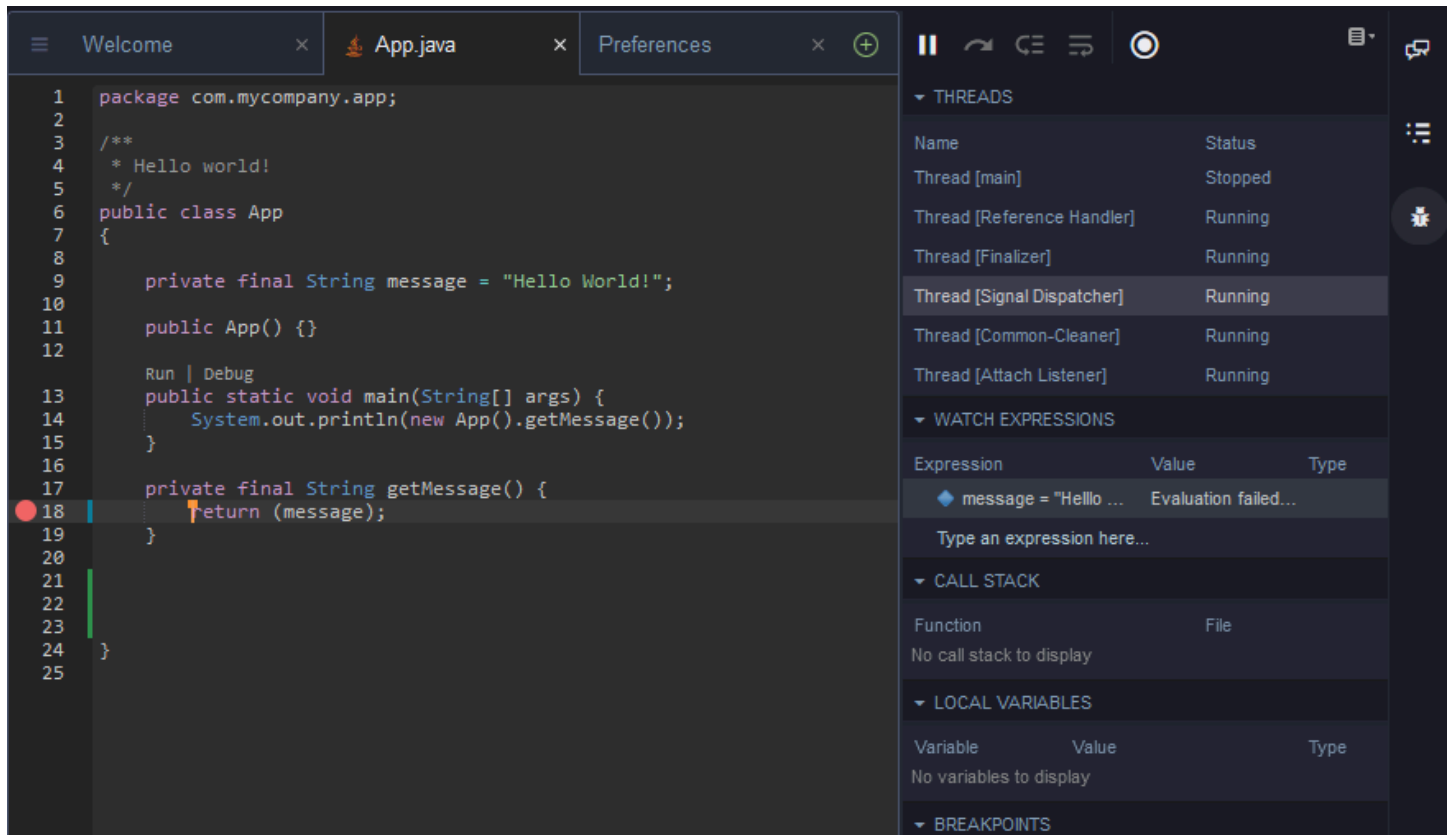 Welcome App.java Preferences
1 package com.mycompany.app;
2
3 /**
4 * Hello world!
5 */
6 public class App
7 {
8
9 private final String message = "Hello World!";
10
11 public App() {}
12
Run | Debug
13 public static void main(String[] args) {
14 System.out.println(new App().getMessage());
15 }
16
17 private final String getMessage() {
18 return (message);
19 }
20
21
22
23
24 }
25
THREADS
Name Status
Thread [main] Stopped
Thread [Reference Handler] Running
Thread [Finalizer] Running
Thread [Signal Dispatcher] Running
Thread [Common-Cleaner] Running
Thread [Attach Listener] Running
WATCH EXPRESSIONS
Expression Value Type
message = "Helllo ... Evaluation failed...
Type an expression here...
CALL STACK
Function File
No call stack to display
LOCAL VARIABLES
Variable Value Type
No variables to display
BREAKPOINTS